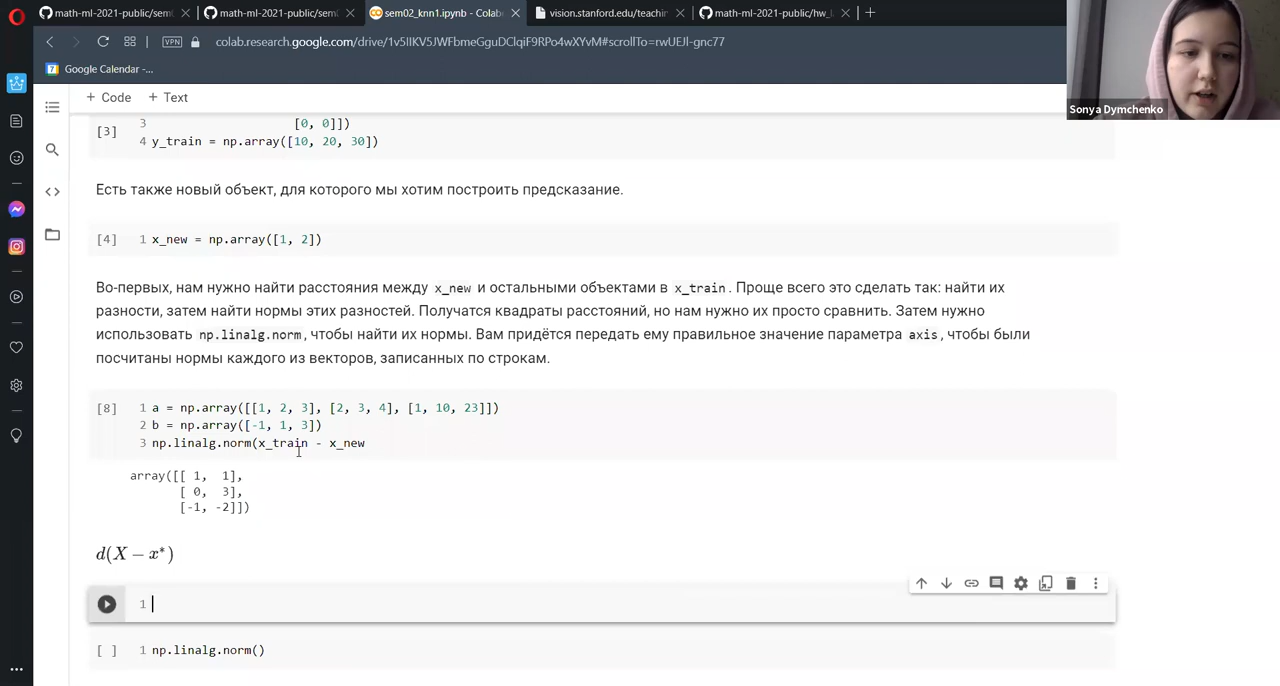 math-ml-2021-public/sem
math-ml-2021-public/sem
sem02_knn1.ipynb - Colab
vision.stanford.edu/teachin
math-ml-2021-public/hw_
VPN
colab.research.google.com/drive/1v5IIKV5JWFbmeGguDClqiF9RPo4wXYvM#scrollTo=rwUEJl-gnc77
7 Google Calendar -...
Sonya Dymchenko
+ Code + Text
3 [0, 0]])
[3]
4 y_train = np.array([10, 20, 30])
Есть также новый объект, для которого мы хотим построить предсказание.
[4] 1 x_new = np.array([1, 2])
Во-первых, нам нужно найти расстояния между x_new и остальными объектами в x_train. Проще всего это сделать так: найти их
разности, затем найти нормы этих разностей. Получатся квадраты расстояний, но нам нужно их просто сравнить. Затем нужно
использовать np.linalg.norm, чтобы найти их нормы. Вам придётся передать ему правильное значение параметра axis, чтобы были
посчитаны нормы каждого из векторов, записанных по строкам.
[8] 1 a = np.array([[1, 2, 3], [2, 3, 4], [1, 10, 23]])
2 b = np.array([-1, 1, 3])
3 np.linalg.norm(x_train - x_new
array([[ 1, 1],
[ 0, 3],
[-1, -2]])
d(X − x*)
1
[ ] 1 np.linalg.norm()